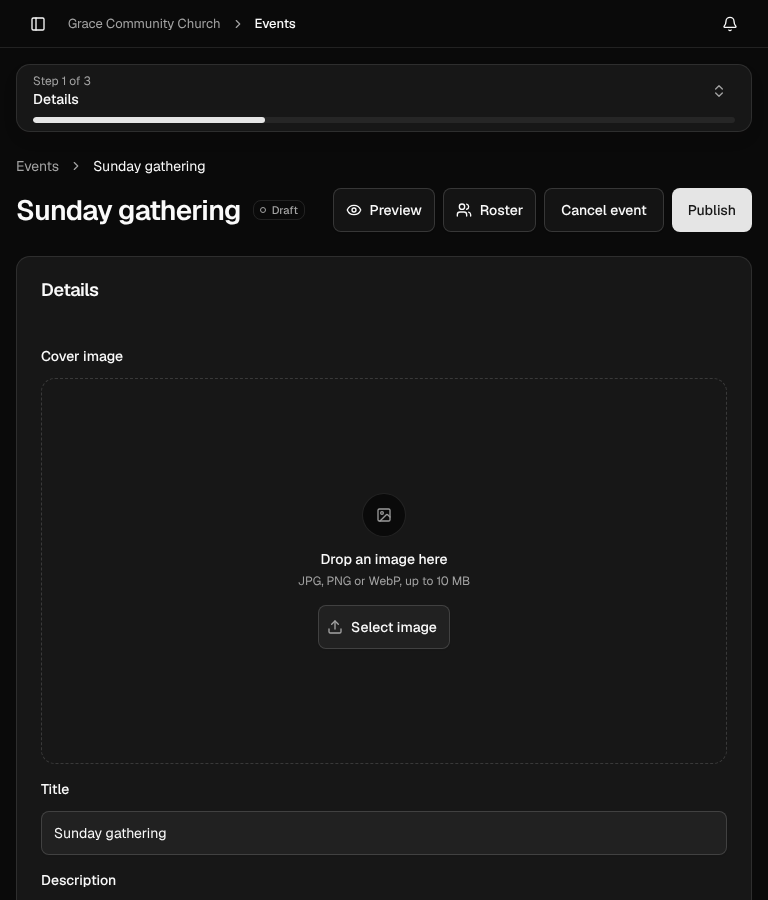 Grace Community Church > Events
Step 1 of 3
Details
Events > Sunday gathering
Sunday gathering
Draft
Preview
Roster
Cancel event
Publish
Details
Cover image
Drop an image here
JPG, PNG or WebP, up to 10 MB
Select image
Title
Sunday gathering
Description